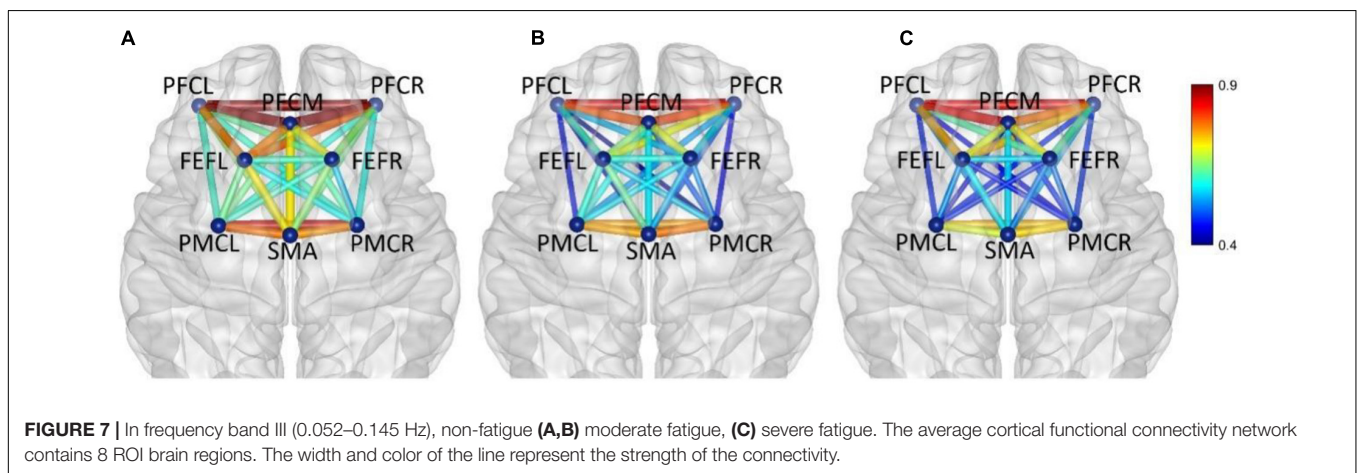 A
B
C
PFCL
PFCM
PFCR
FEFL
FEFR
PMCL
SMA
PMCR
PFCL
PFCM
PFCR
FEFL
FEFR
PMCL
SMA
PMCR
PFCL
PFCM
PFCR
FEFL
FEFR
PMCL
SMA
PMCR
0.9
0.4
FIGURE 7 | In frequency band III (0.052–0.145 Hz), non-fatigue (A,B) moderate fatigue, (C) severe fatigue. The average cortical functional connectivity network
contains 8 ROI brain regions. The width and color of the line represent the strength of the connectivity.